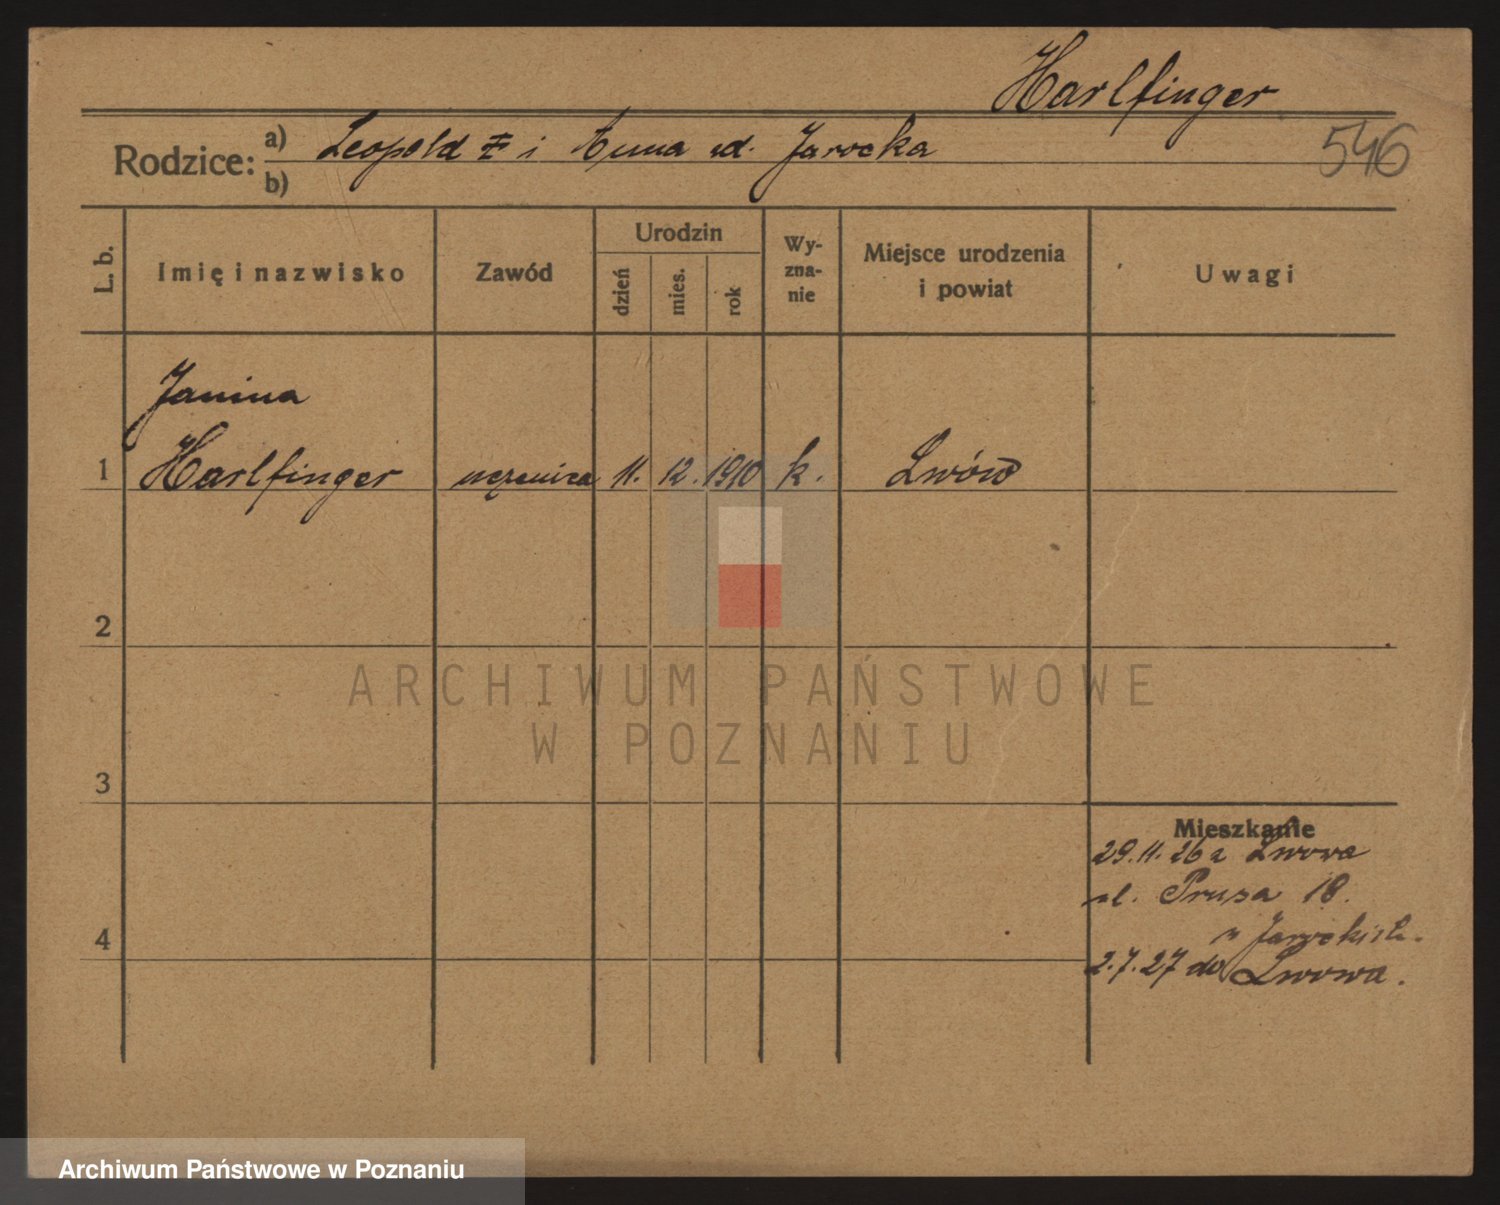 Harlfinger
546
Rodzice: a) Leopold i Anna Jarocka
b)
L. b.
Imię i nazwisko
Zawód
Urodzin
dzień
mies.
rok
Wy-
zna-
nie
Miejsce urodzenia
i powiat
Uwagi
Janina
1 Harlfinger uczenica 11. 12. 1910 k. Lwów
2
3
4
Mieszkanie
29.11.26 z Lwowa
ul. Prusa 18.
2.7.27 do Lwowa.
ARCHIWUM PAŃSTWOWE
W POZNANIU
Archiwum Państwowe w Poznaniu